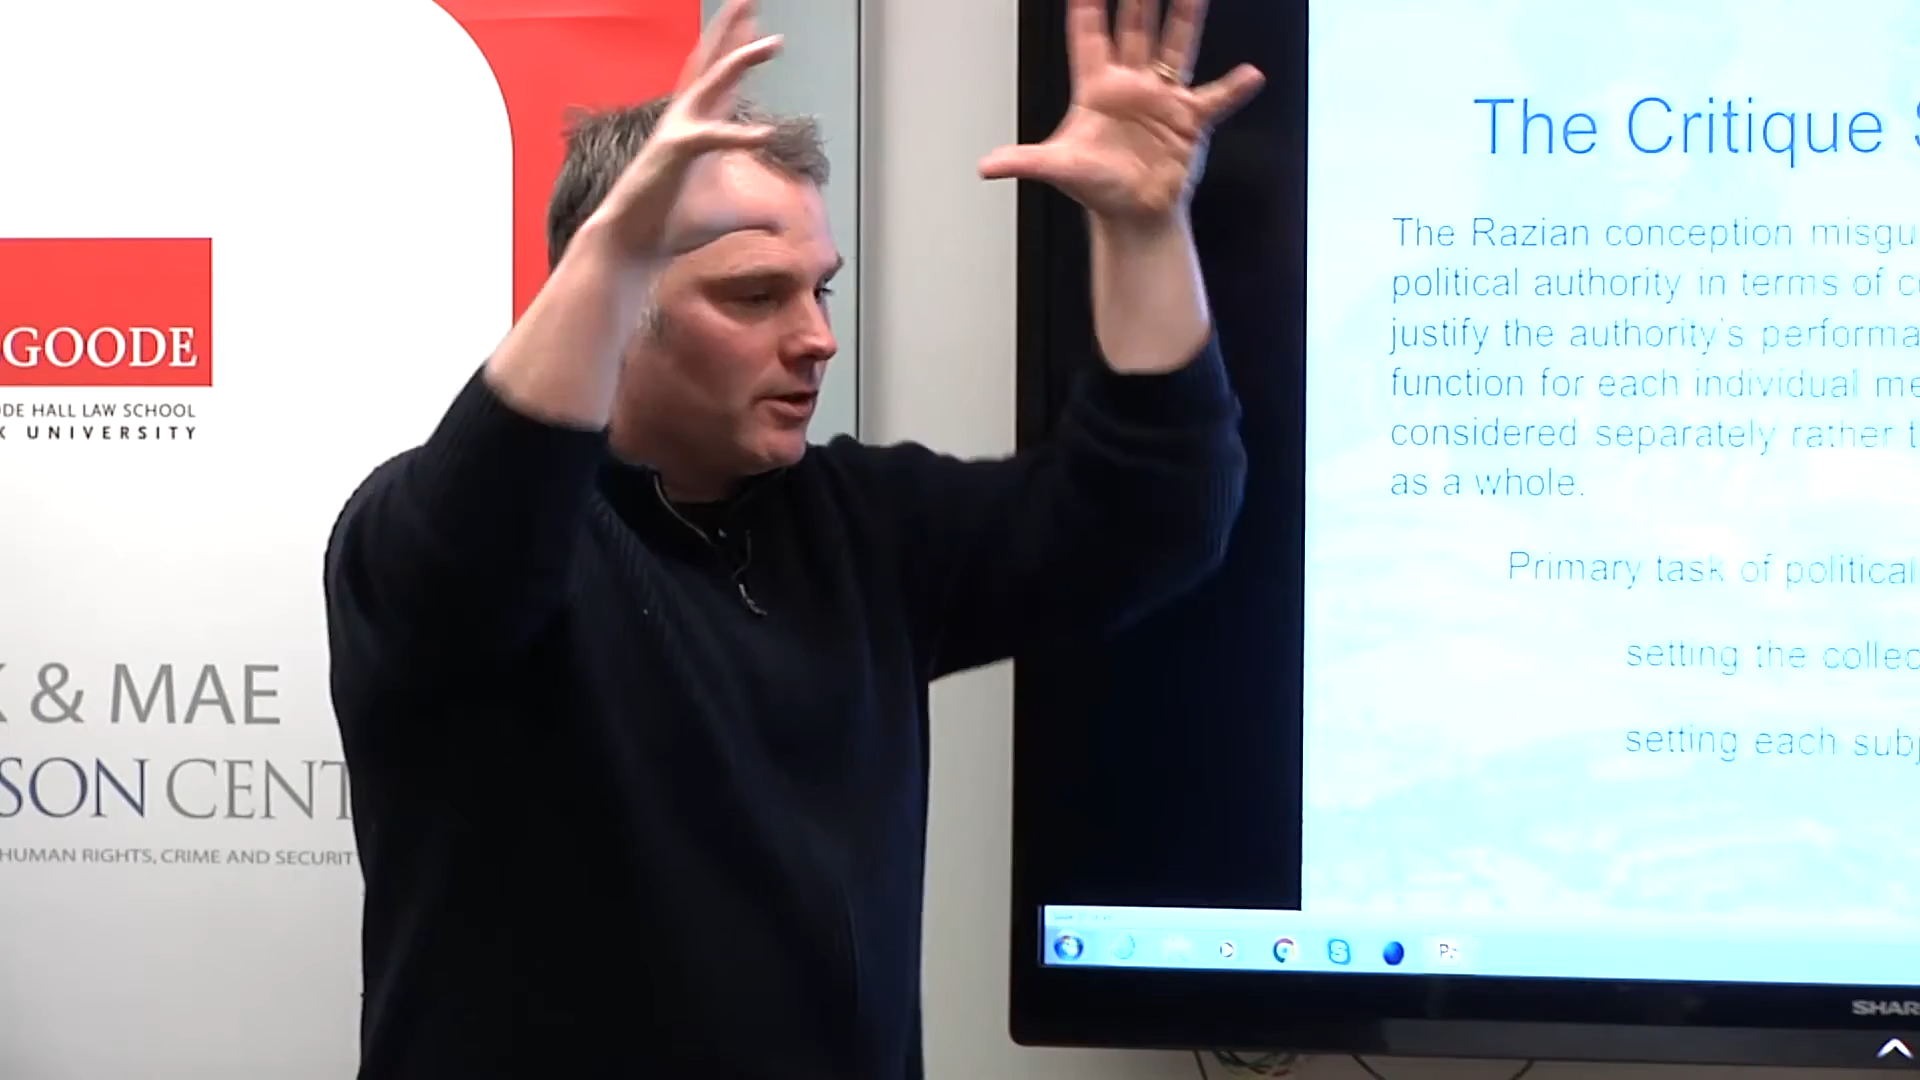 GOODE
DE HALL LAW SCHOOL
K UNIVERSITY
K & MAE
SON CENT
HUMAN RIGHTS, CRIME AND SECURIT
The Critique S
The Razian conception misgu
political authority in terms of c
justify the authority's performa
function for each individual me
considered separately rather t
as a whole.
Primary task of political
setting the collec
setting each subj
SHAR